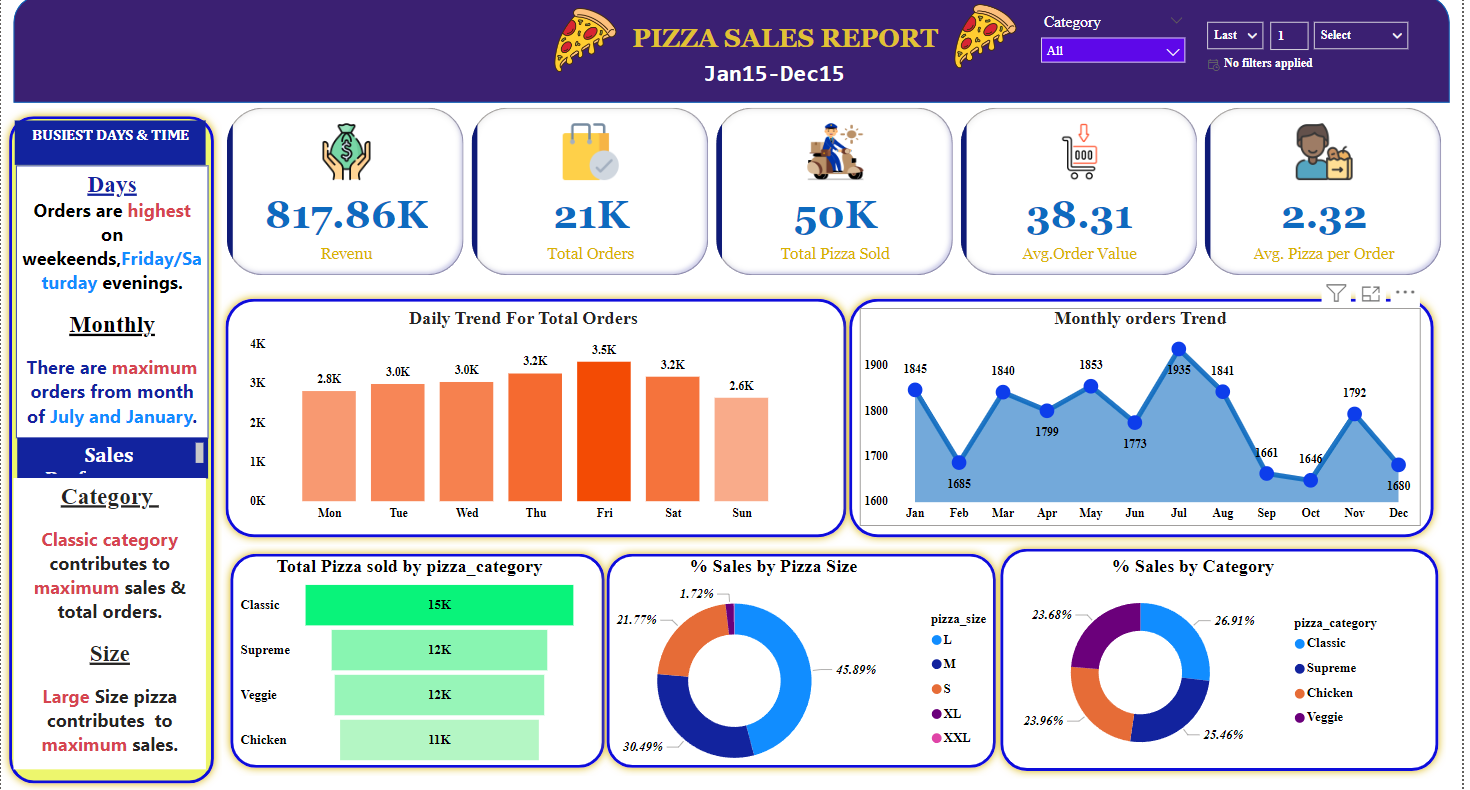 PIZZA SALES REPORT
Jan15-Dec15
Category
All
Last
1
Select
No filters applied
BUSIEST DAYS & TIME
Days
Orders are highest
on
weekeends,Friday/Sa
turday evenings.
Monthly
There are maximum
orders from month
of July and January.
Sales
Category
Classic category
contributes to
maximum sales &
total orders.
Size
Large Size pizza
contributes to
maximum sales.
817.86K
Revenu
21K
Total Orders
50K
Total Pizza Sold
000
38.31
Avg.Order Value
2.32
Avg. Pizza per Order
Daily Trend For Total Orders
4K
3K
2K
1K
0K
2.8K
3.0K
3.0K
3.2K
3.5K
3.2K
2.6K
Mon
Tue
Wed
Thu
Fri
Sat
Sun
Monthly orders Trend
1900
1800
1700
1600
1845
1685
1840
1799
1853
1773
1935
1841
1661
1646
1792
1680
Jan
Feb
Mar
Apr
May
Jun
Jul
Aug
Sep
Oct
Nov
Dec
Total Pizza sold by pizza_category
Classic
15K
Supreme
12K
Veggie
12K
Chicken
11K
% Sales by Pizza Size
1.72%
21.77%
45.89%
30.49%
pizza_size
L
M
S
XL
XXL
% Sales by Category
23.68%
26.91%
23.96%
25.46%
pizza_category
Classic
Supreme
Chicken
Veggie